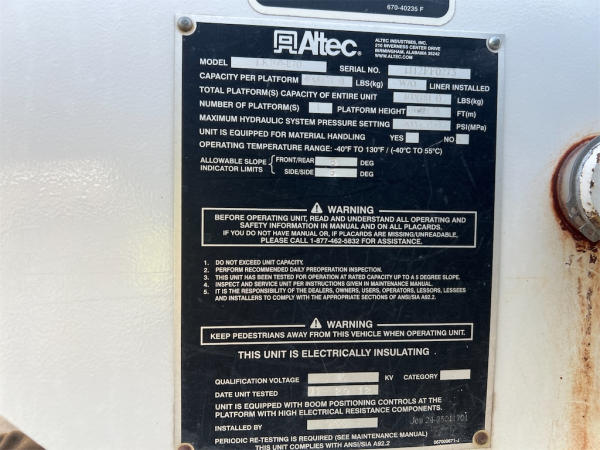 670-40235 F
Altec
ALTEC INDUSTRIES, INC.
210 INVERNESS CENTER DRIVE
BIRMINGHAM, ALABAMA 35242
WWW.ALTEC.COM
MODEL SERIAL NO.
CAPACITY PER PLATFORM LBS(kg) LINER INSTALLED
TOTAL PLATFORM(S) CAPACITY OF ENTIRE UNIT LBS(kg)
NUMBER OF PLATFORM(S) 1 PLATFORM HEIGHT FT(m)
MAXIMUM HYDRAULIC SYSTEM PRESSURE SETTING PSI(MPa)
UNIT IS EQUIPPED FOR MATERIAL HANDLING YES NO
OPERATING TEMPERATURE RANGE: -40°F TO 130°F / (-40°C TO 55°C)
ALLOWABLE SLOPE FRONT/REAR 5 DEG
INDICATOR LIMITS SIDE/SIDE 5 DEG
WARNING
BEFORE OPERATING UNIT, READ AND UNDERSTAND ALL OPERATING AND
SAFETY INFORMATION IN MANUAL AND ON ALL PLACARDS.
IF YOU DO NOT HAVE MANUAL OR, IF PLACARDS ARE MISSING/UNREADABLE,
PLEASE CALL 1-877-462-5832 FOR ASSISTANCE.
1. DO NOT EXCEED UNIT CAPACITY.
2. PERFORM RECOMMENDED DAILY PREOPERATION INSPECTION.
3. THIS UNIT HAS BEEN TESTED FOR OPERATION AT RATED CAPACITY UP TO A 5 DEGREE SLOPE.
4. INSPECT AND SERVICE UNIT PER INSTRUCTIONS GIVEN IN MAINTENANCE MANUAL.
5. IT IS THE RESPONSIBILITY OF THE DEALERS, OWNERS, USERS, OPERATORS, LESSORS, LESSEES
AND INSTALLERS TO COMPLY WITH THE APPROPRIATE SECTIONS OF ANSI/SIA A92.2.
WARNING
KEEP PEDESTRIANS AWAY FROM THIS VEHICLE WHEN OPERATING UNIT.
THIS UNIT IS ELECTRICALLY INSULATING
QUALIFICATION VOLTAGE KV CATEGORY
DATE UNIT TESTED
UNIT IS EQUIPPED WITH BOOM POSITIONING CONTROLS AT THE
PLATFORM WITH HIGH ELECTRICAL RESISTANCE COMPONENTS.
INSTALLED BY
PERIODIC RE-TESTING IS REQUIRED (SEE MAINTENANCE MANUAL)
THIS UNIT COMPLIES WITH ANSI/SIA A92.2